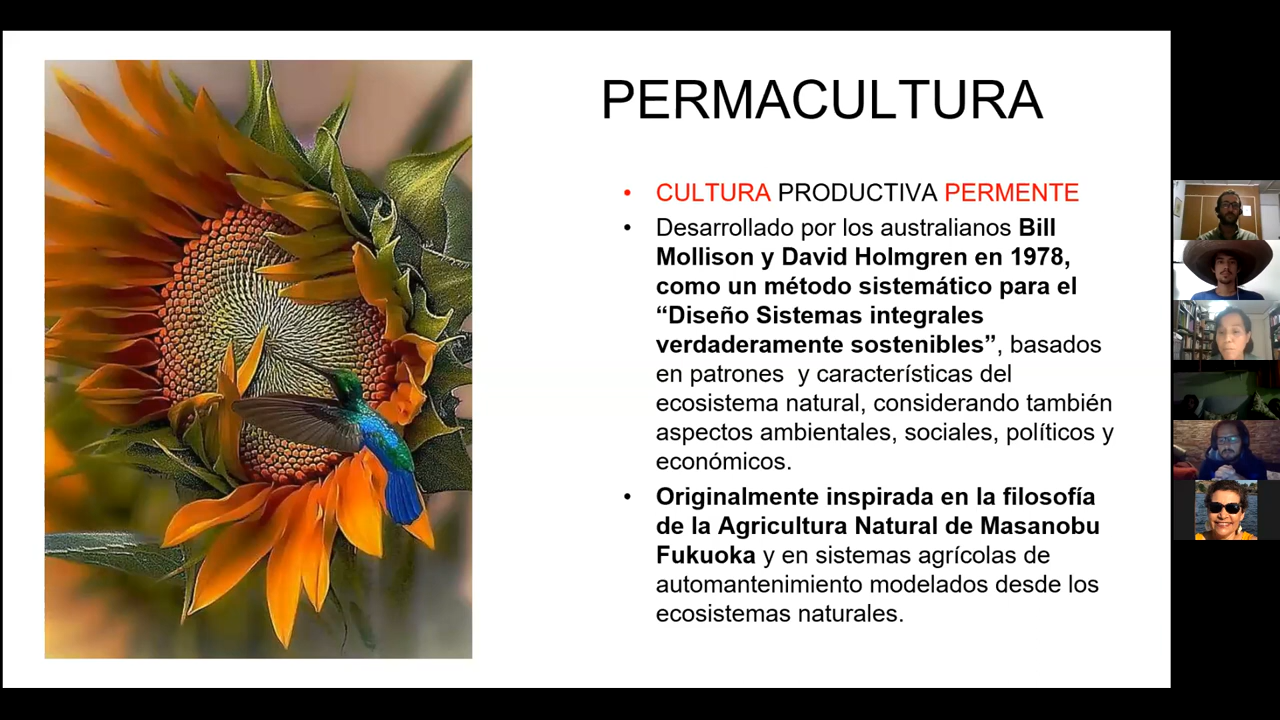 PERMACULTURA
• CULTURA PRODUCTIVA PERMENTE
• Desarrollado por los australianos Bill
Mollison y David Holmgren en 1978,
como un método sistemático para el
“Diseño Sistemas integrales
verdaderamente sostenibles”, basados
en patrones  y características del
ecosistema natural, considerando también
aspectos ambientales, sociales, políticos y
económicos.
• Originalmente inspirada en la filosofía
de la Agricultura Natural de Masanobu
Fukuoka y en sistemas agrícolas de
automantenimiento modelados desde los
ecosistemas naturales.